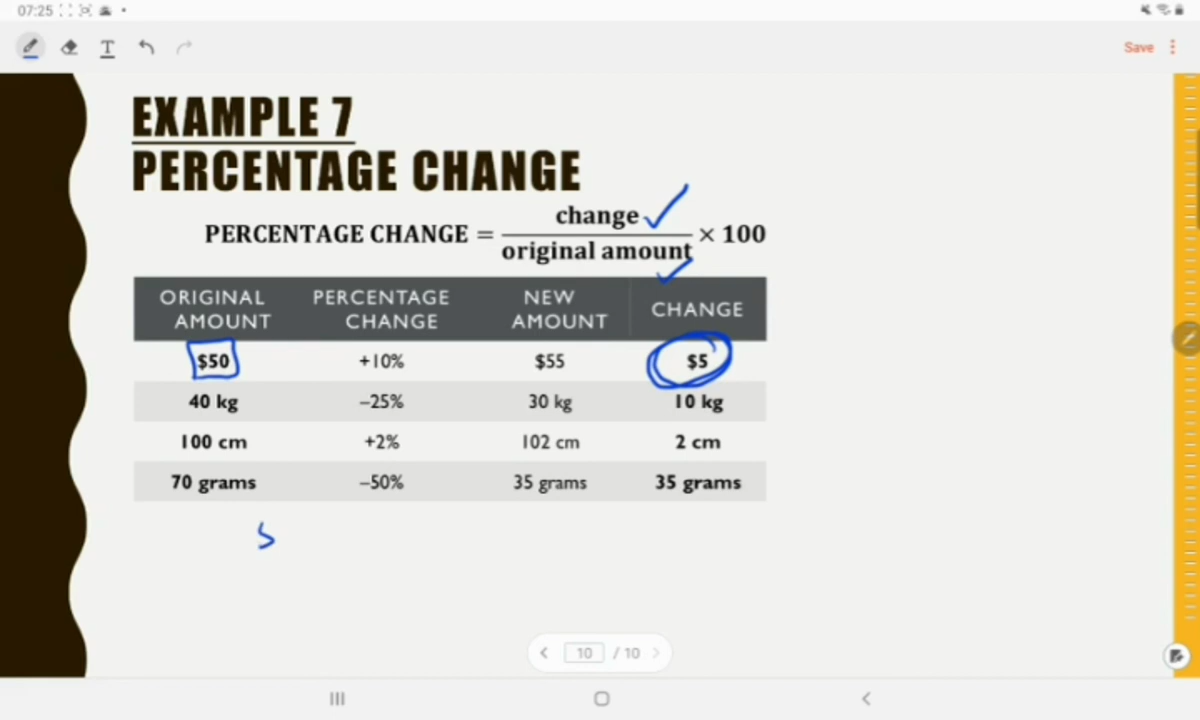 07:25
T
Save
EXAMPLE 7
PERCENTAGE CHANGE
PERCENTAGE CHANGE = change / original amount × 100
ORIGINAL AMOUNT PERCENTAGE CHANGE NEW AMOUNT CHANGE
$50 +10% $55 $5
40 kg –25% 30 kg 10 kg
100 cm +2% 102 cm 2 cm
70 grams –50% 35 grams 35 grams
10 / 10